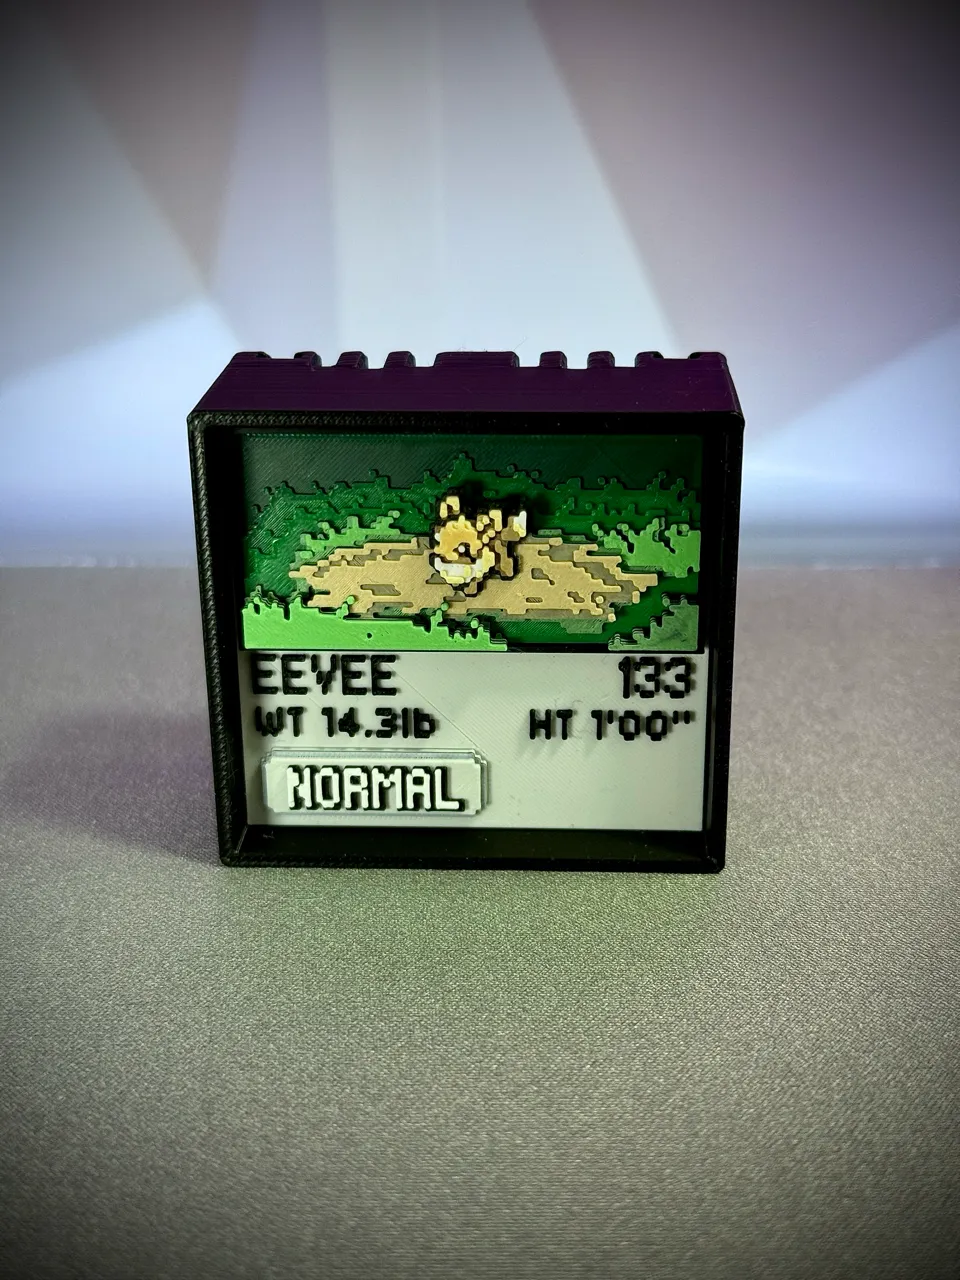 EEVEE 133
WT 14.3lb HT 1'00"
NORMAL